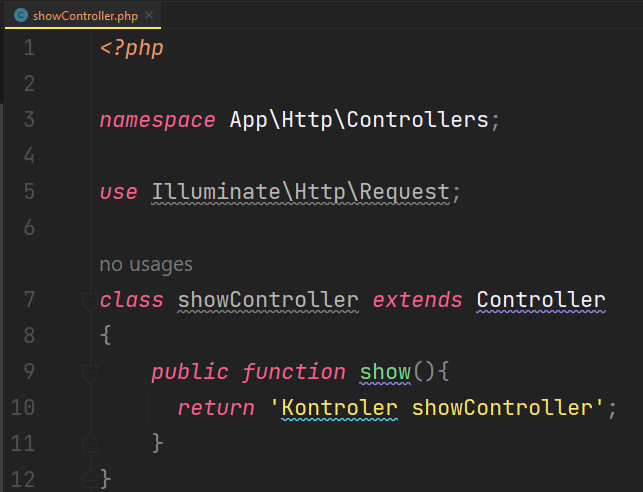 showController.php
1 <?php
2
3 namespace App\Http\Controllers;
4
5 use Illuminate\Http\Request;
6
no usages
7 class showController extends Controller
8 {
9 public function show(){
10 return 'Kontroler showController';
11 }
12 }